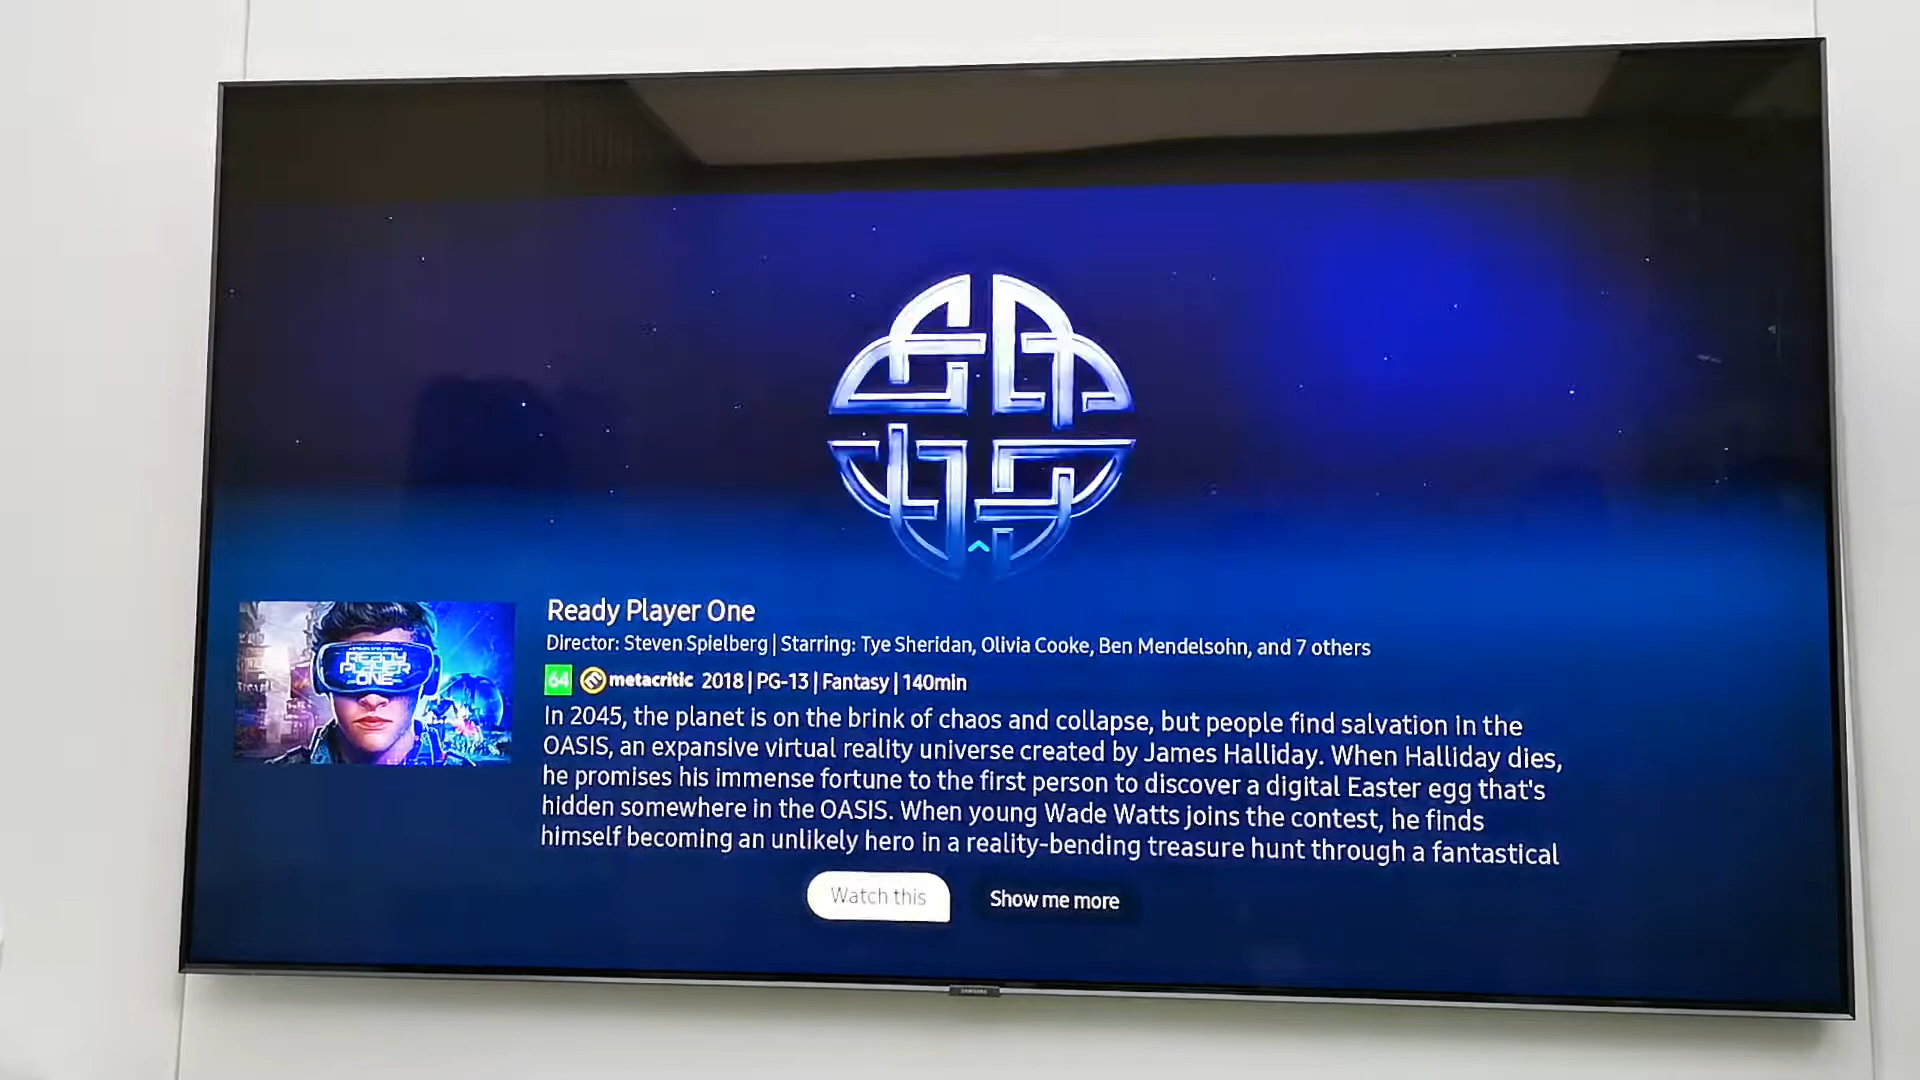 Ready Player One
Director: Steven Spielberg | Starring: Tye Sheridan, Olivia Cooke, Ben Mendelsohn, and 7 others
64 metacritic 2018 | PG-13 | Fantasy | 140min
READY
PLAYER
ONE
In 2045, the planet is on the brink of chaos and collapse, but people find salvation in the
OASIS, an expansive virtual reality universe created by James Halliday. When Halliday dies,
he promises his immense fortune to the first person to discover a digital Easter egg that's
hidden somewhere in the OASIS. When young Wade Watts joins the contest, he finds
himself becoming an unlikely hero in a reality-bending treasure hunt through a fantastical
Watch this
Show me more
SAMSUNG